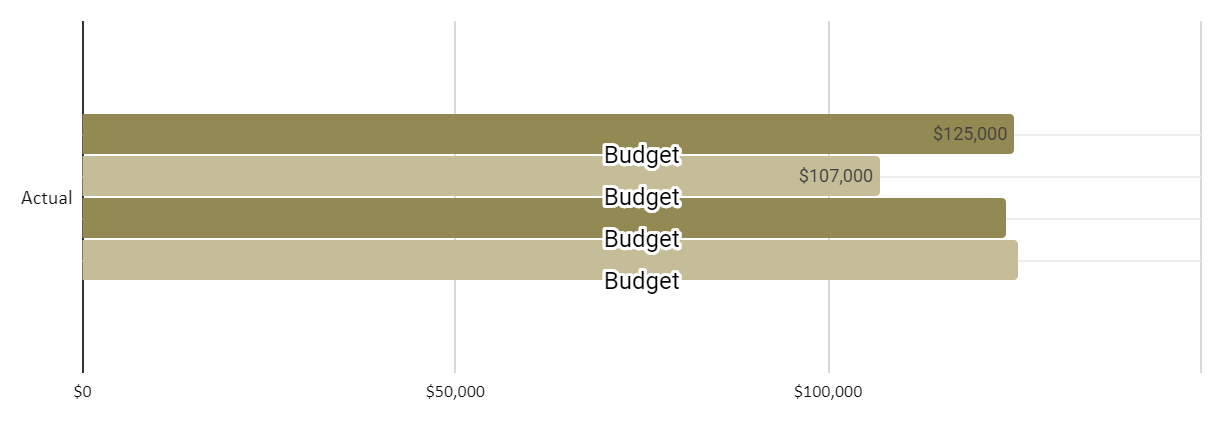 $125,000
Budget
$107,000
Actual
Budget
Budget
Budget
$0
$50,000
$100,000